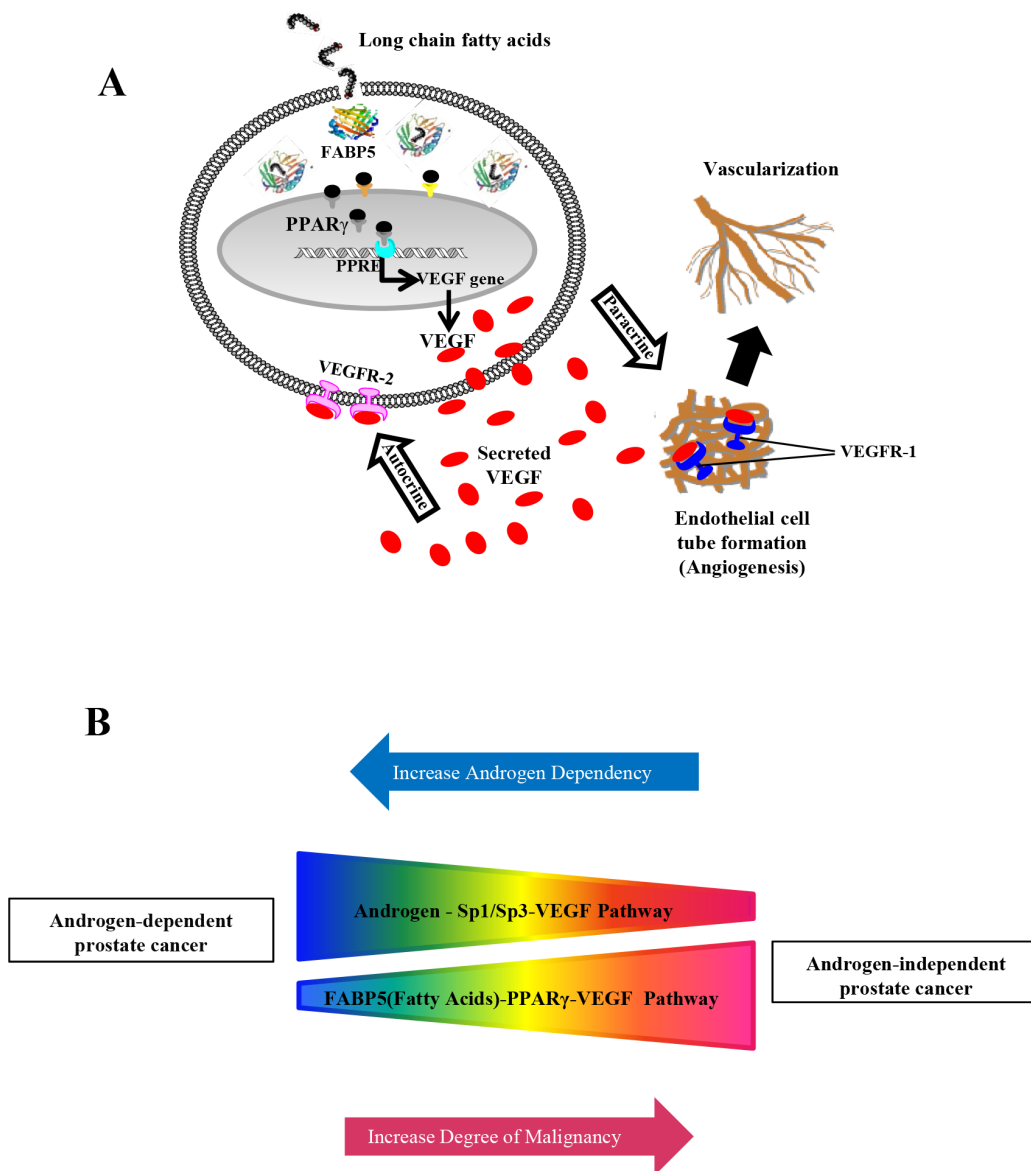 Long chain fatty acids
A
FABP5
Vascularization
PPARγ
PPRE
VEGF gene
VEGF
Paracrine
VEGFR-2
Autocrine
Secreted
VEGF
VEGFR-1
Endothelial cell
tube formation
(Angiogenesis)
B
Increase Androgen Dependency
Androgen-dependent
prostate cancer
Androgen - Sp1/Sp3-VEGF Pathway
FABP5(Fatty Acids)-PPARγ-VEGF Pathway
Androgen-independent
prostate cancer
Increase Degree of Malignancy